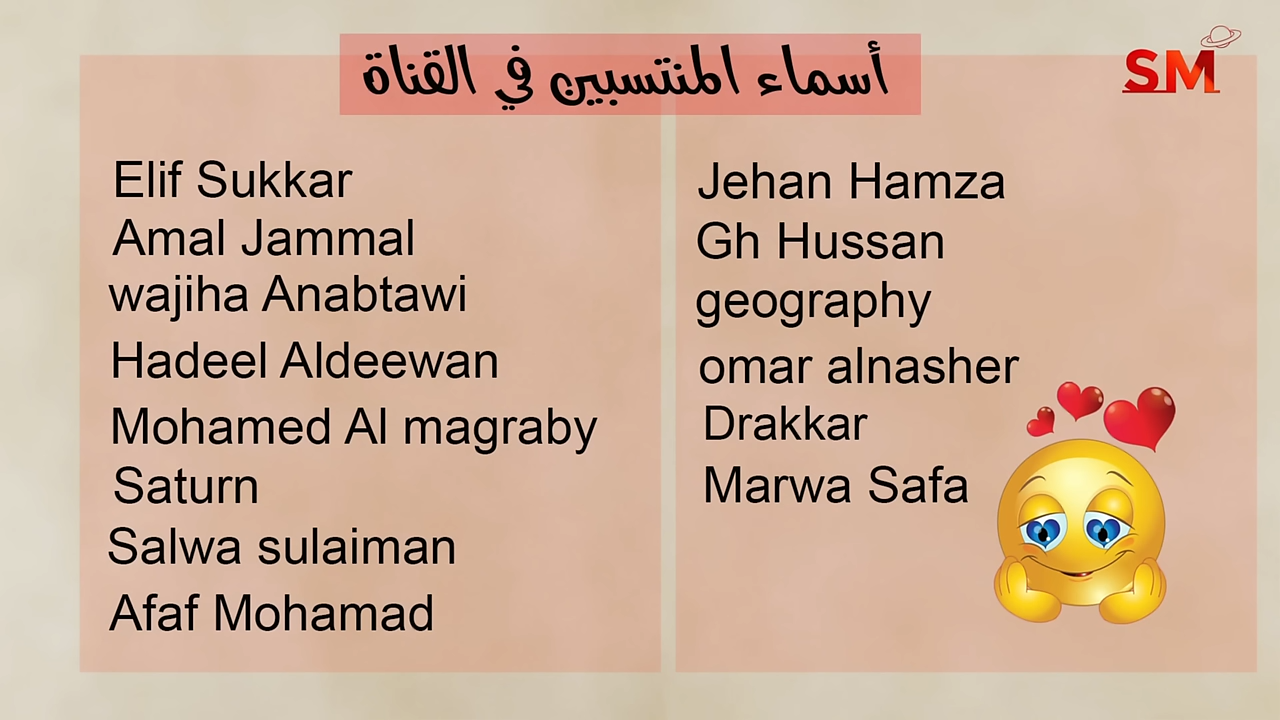 أسماء المنتسبين في القناة
SM
Elif Sukkar
Amal Jammal
wajiha Anabtawi
Hadeel Aldeewan
Mohamed Al magraby
Saturn
Salwa sulaiman
Afaf Mohamad
Jehan Hamza
Gh Hussan
geography
omar alnasher
Drakkar
Marwa Safa